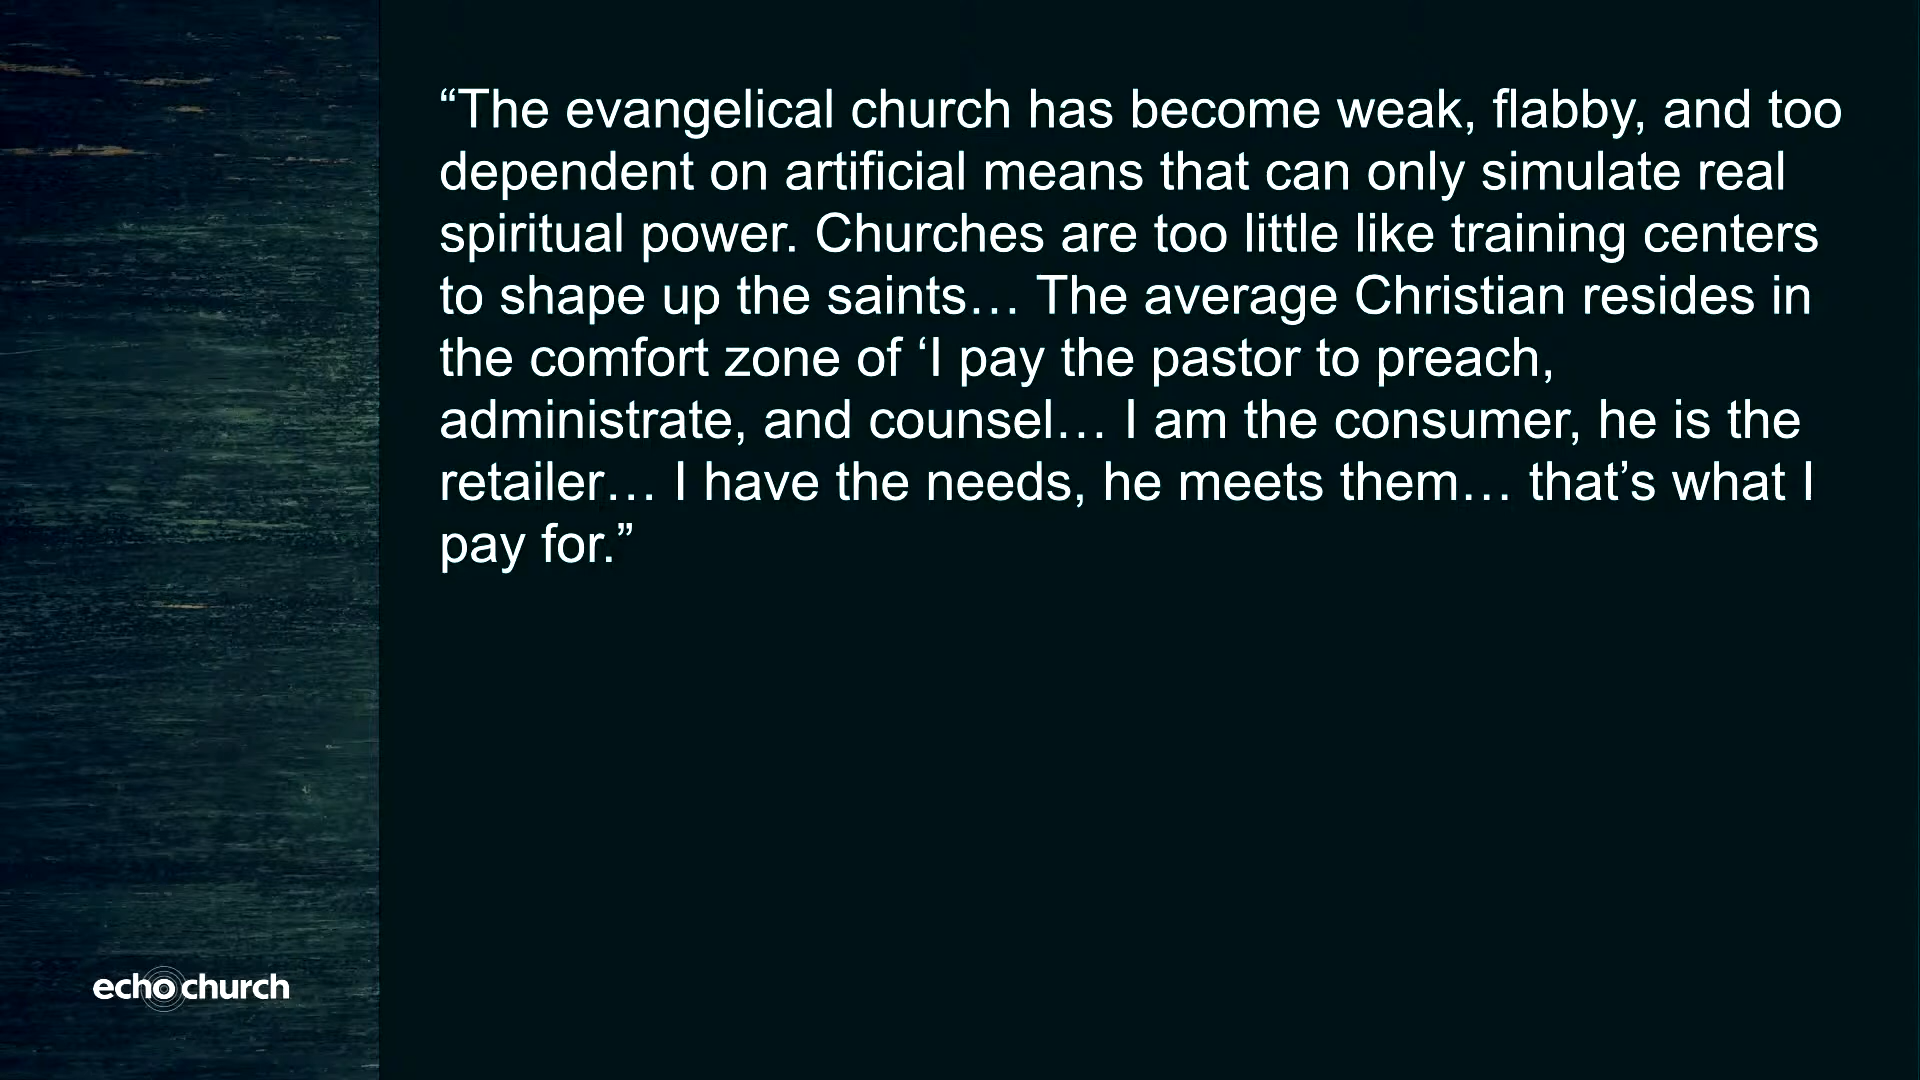 “The evangelical church has become weak, flabby, and too
dependent on artificial means that can only simulate real
spiritual power. Churches are too little like training centers
to shape up the saints… The average Christian resides in
the comfort zone of ‘I pay the pastor to preach,
administrate, and counsel… I am the consumer, he is the
retailer… I have the needs, he meets them… that’s what I
pay for.”
echo church